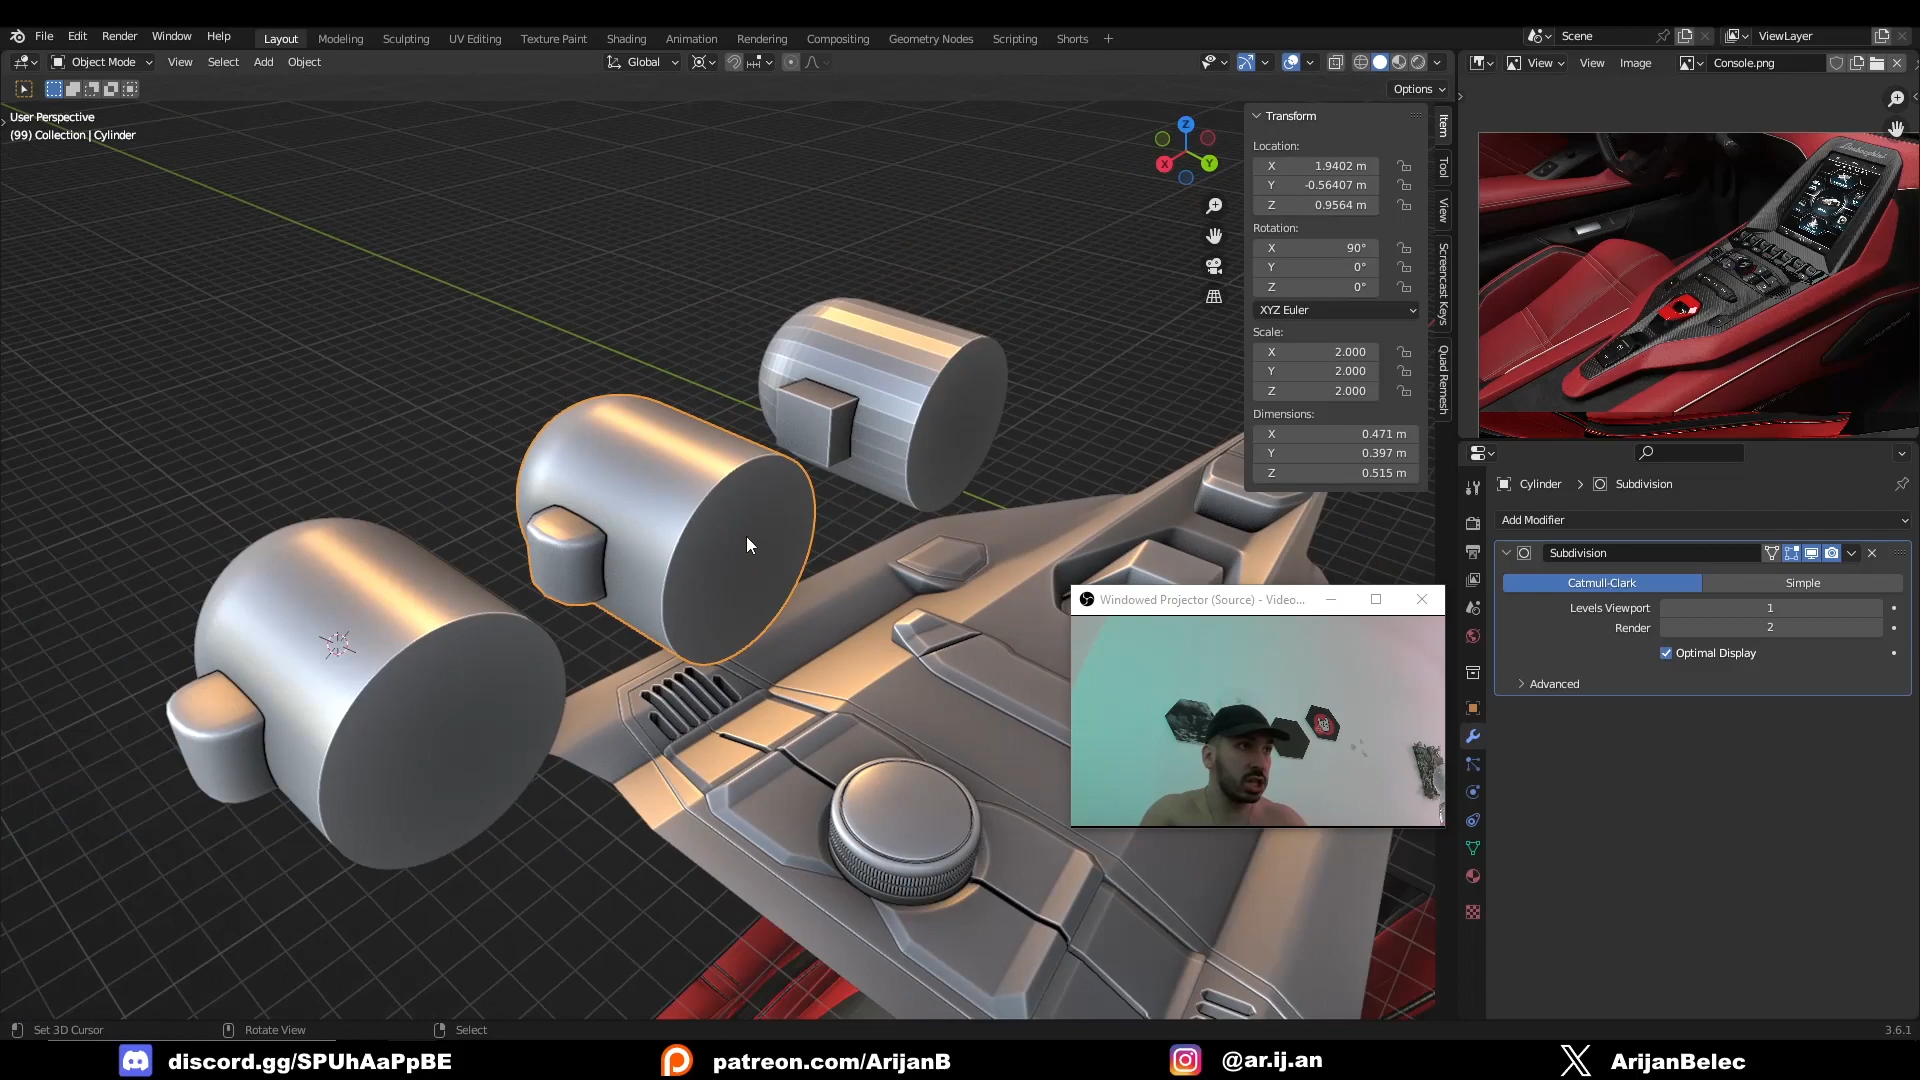 File Edit Render Window Help Layout Modeling Sculpting UV Editing Texture Paint Shading Animation Rendering Compositing Geometry Nodes Scripting Shorts + Scene ViewLayer
Object Mode View Select Add Object Global View View Image Console.png
Options
User Perspective
(99) Collection | Cylinder
Z
X
Y
Transform
Location:
X 1.9402 m
Y -0.56407 m
Z 0.9564 m
Rotation:
X 90°
Y 0°
Z 0°
XYZ Euler
Scale:
X 2.000
Y 2.000
Z 2.000
Dimensions:
X 0.471 m
Y 0.397 m
Z 0.515 m
Item
Tool
View
Screencast Keys
Quad Remesh
Lamborghini
Cylinder > Subdivision
Add Modifier
Subdivision
Catmull-Clark Simple
Levels Viewport 1
Render 2
Optimal Display
Advanced
Windowed Projector (Source) - Video...
Set 3D Cursor Rotate View Select 3.6.1
discord.gg/SPUhAaPpBE patreon.com/ArijanB @ar.ij.an ArijanBelec